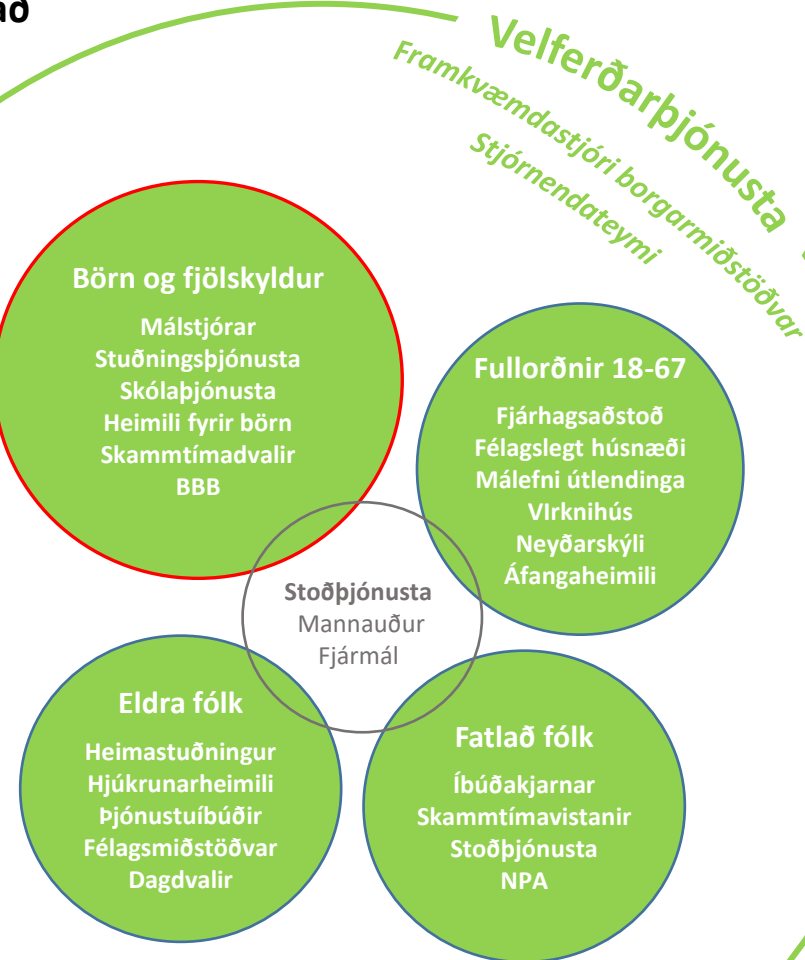 að
Velferðarþjónusta
Framkvæmdastjóri borgarmiðstöðvar
Stjórnendateymi
Börn og fjölskyldur
Málstjórar
Stuðningsþjónusta
Skólaþjónusta
Heimili fyrir börn
Skammtímadvalir
BBB
Fullorðnir 18-67
Fjárhagsaðstoð
Félagslegt húsnæði
Málefni útlendinga
VIrknihús
Neyðarskýli
Áfangaheimili
Stoðþjónusta
Mannauður
Fjármál
Eldra fólk
Heimastuðningur
Hjúkrunarheimili
Þjónustuíbúðir
Félagsmiðstöðvar
Dagdvalir
Fatlað fólk
Íbúðakjarnar
Skammtímavistanir
Stoðþjónusta
NPA